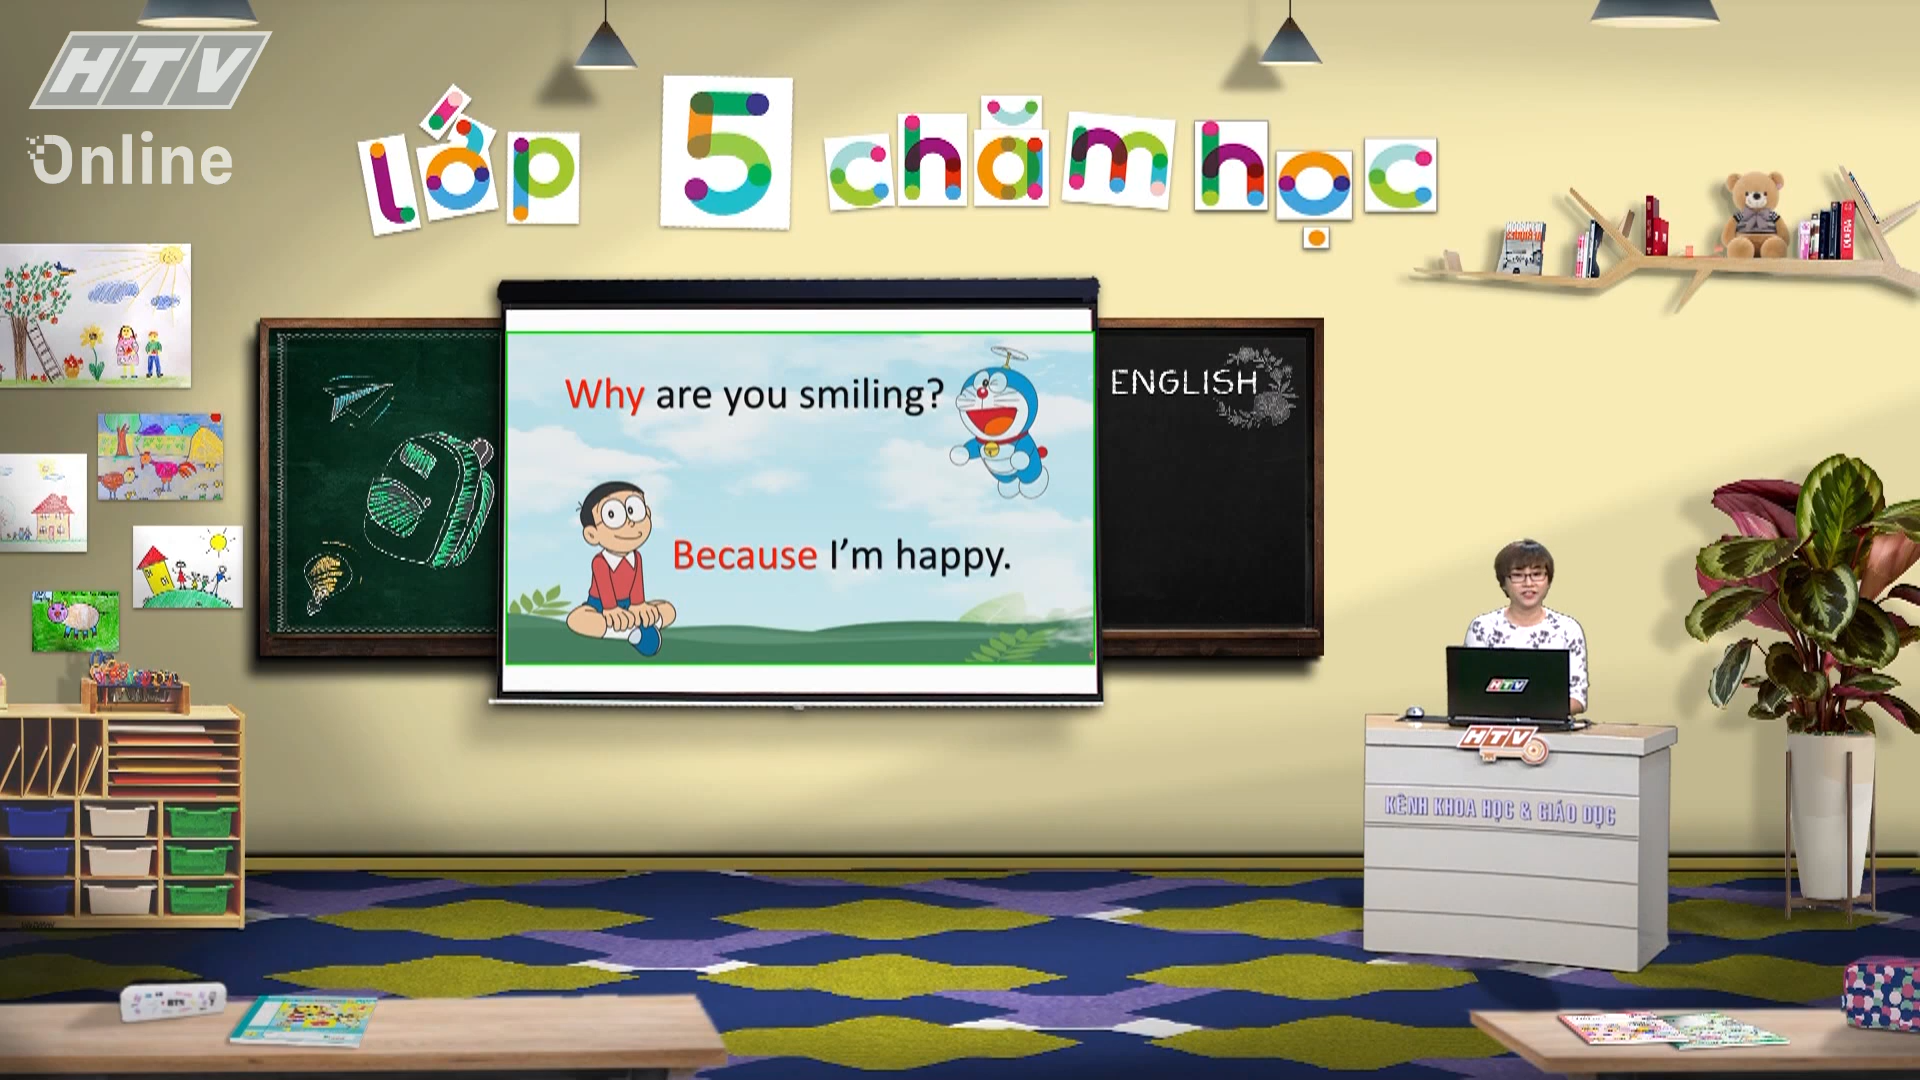 HTV
Online
lớp 5 chăm học
ENGLISH
Why are you smiling?
Because I'm happy.
HTV
HTV
KÊNH KHOA HỌC & GIÁO DỤC
HTV